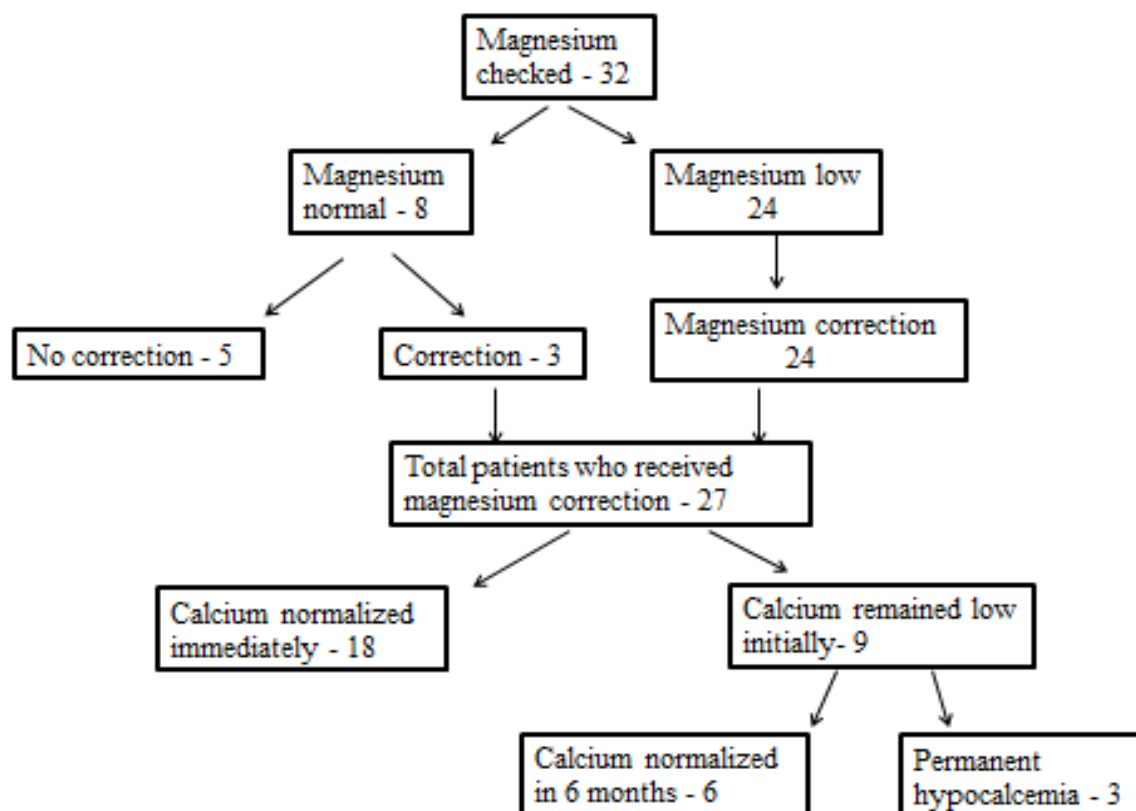 Magnesium
checked - 32
Magnesium
normal - 8
Magnesium low
24
No correction - 5
Correction - 3
Magnesium correction
24
Total patients who received
magnesium correction - 27
Calcium normalized
immediately - 18
Calcium remained low
initially- 9
Calcium normalized
in 6 months - 6
Permanent
hypocalcemia - 3